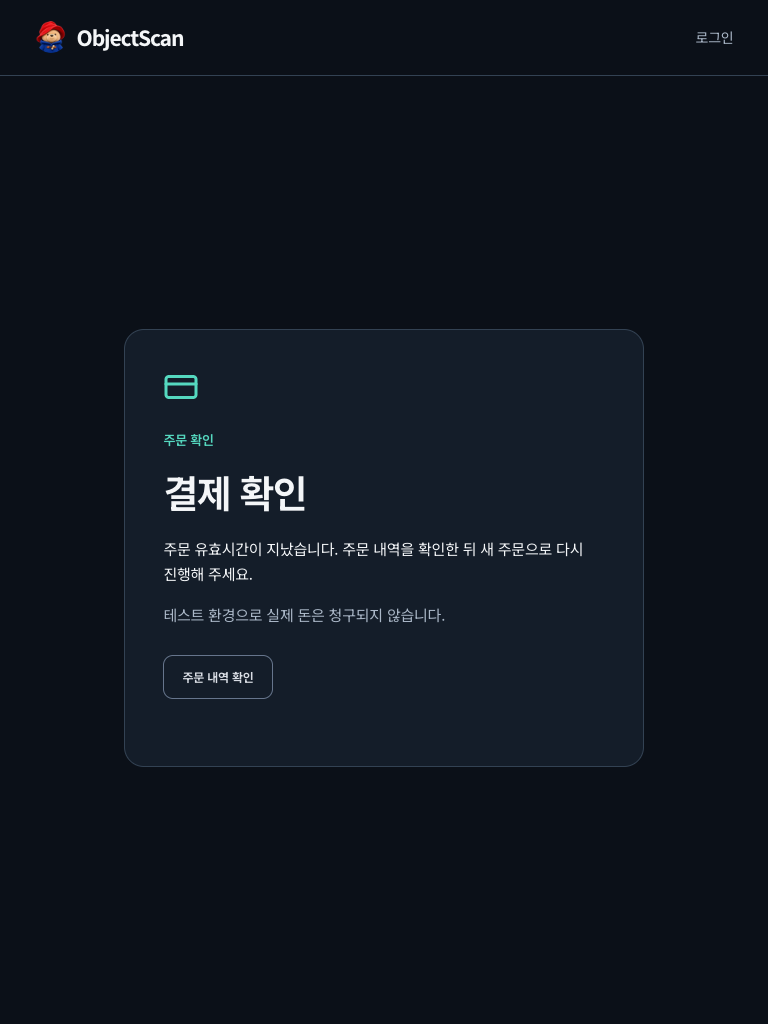 ObjectScan
로그인
주문 확인
결제 확인
주문 유효시간이 지났습니다. 주문 내역을 확인한 뒤 새 주문으로 다시
진행해 주세요.
테스트 환경으로 실제 돈은 청구되지 않습니다.
주문 내역 확인